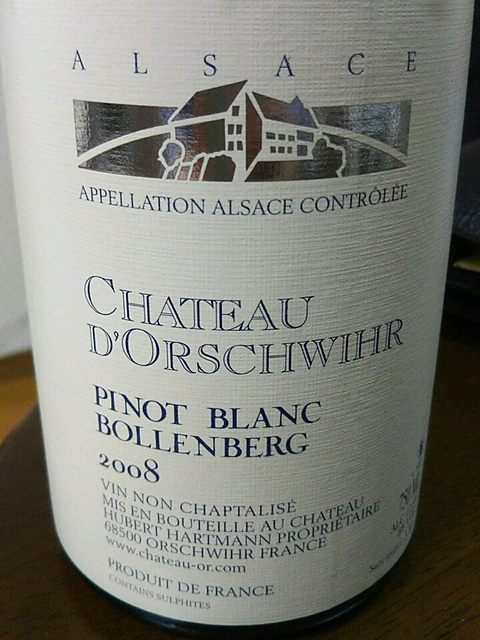 ALSACE
APPELLATION ALSACE CONTRÔLÉE
CHATEAU
D'ORSCHWIHR
PINOT BLANC
BOLLENBERG
2008
VIN NON CHAPTALISÉ
MIS EN BOUTEILLE AU CHATEAU
HUBERT HARTMANN PROPRIÉTAIRE
68500 ORSCHWIHR FRANCE
www.chateau-or.com
PRODUIT DE FRANCE
CONTAINS SULPHITES